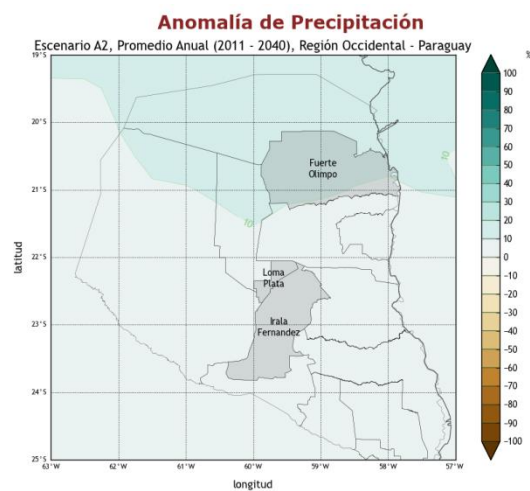 Anomalía de Precipitación
Escenario A2, Promedio Anual (2011 - 2040), Región Occidental - Paraguay
%
19°S
20°S
21°S
22°S
23°S
24°S
25°S
latitud
63°W
62°W
61°W
60°W
59°W
58°W
57°W
longitud
Fuerte
Olimpo
Loma
Plata
Irala
Fernandez
10
10
100
90
80
70
60
50
40
30
20
10
0
-10
-20
-30
-40
-50
-60
-70
-80
-90
-100